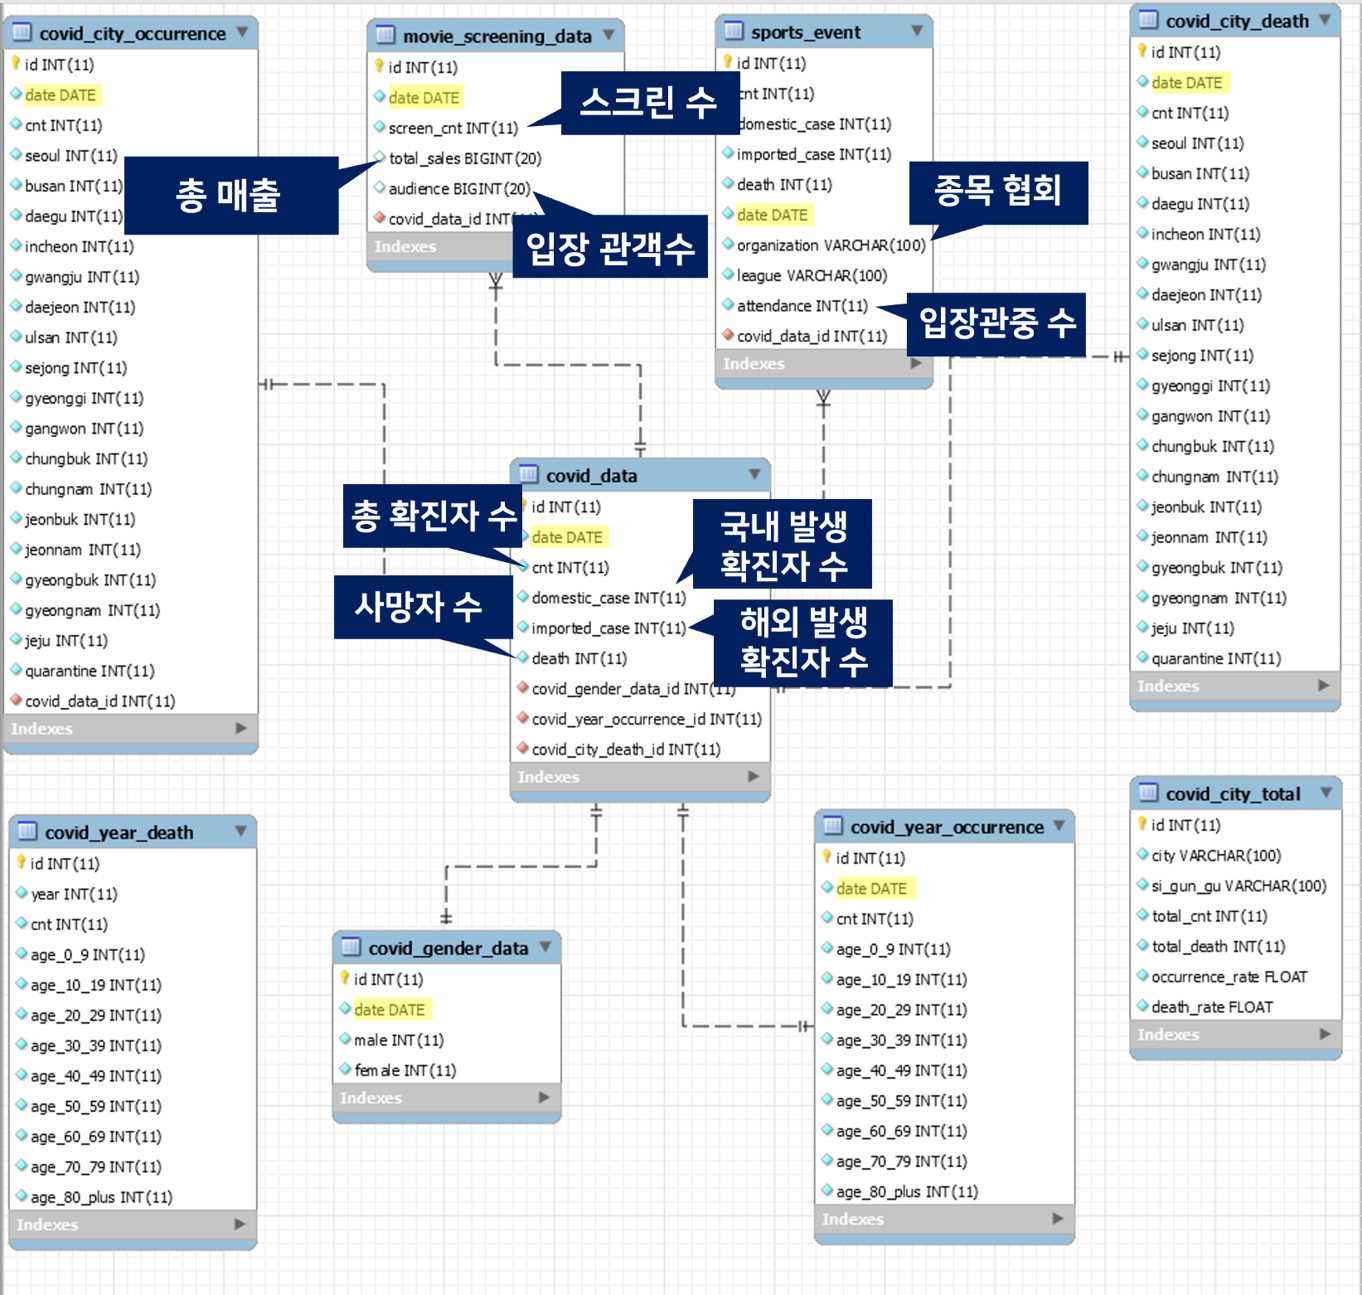 covid_city_occurrence
id INT(11)
date DATE
cnt INT(11)
seoul INT(11)
busan INT(11)
daegu INT(11)
incheon INT(11)
gwangju INT(11)
daejeon INT(11)
ulsan INT(11)
sejong INT(11)
gyeonggi INT(11)
gangwon INT(11)
chungbuk INT(11)
chungnam INT(11)
jeonbuk INT(11)
jeonnam INT(11)
gyeongbuk INT(11)
gyeongnam INT(11)
jeju INT(11)
quarantine INT(11)
covid_data_id INT(11)
Indexes
movie_screening_data
id INT(11)
date DATE
screen_cnt INT(11)
total_sales BIGINT(20)
audience BIGINT(20)
covid_data_id INT(11)
Indexes
스크린 수
총 매출
입장 관객수
sports_event
id INT(11)
cnt INT(11)
domestic_case INT(11)
imported_case INT(11)
death INT(11)
date DATE
organization VARCHAR(100)
league VARCHAR(100)
attendance INT(11)
covid_data_id INT(11)
Indexes
종목 협회
입장관중 수
covid_city_death
id INT(11)
date DATE
cnt INT(11)
seoul INT(11)
busan INT(11)
daegu INT(11)
incheon INT(11)
gwangju INT(11)
daejeon INT(11)
ulsan INT(11)
sejong INT(11)
gyeonggi INT(11)
gangwon INT(11)
chungbuk INT(11)
chungnam INT(11)
jeonbuk INT(11)
jeonnam INT(11)
gyeongbuk INT(11)
gyeongnam INT(11)
jeju INT(11)
quarantine INT(11)
Indexes
covid_data
id INT(11)
date DATE
cnt INT(11)
domestic_case INT(11)
imported_case INT(11)
death INT(11)
covid_gender_data_id INT(11)
covid_year_occurrence_id INT(11)
covid_city_death_id INT(11)
Indexes
총 확진자 수
사망자 수
국내 발생
확진자 수
해외 발생
확진자 수
covid_year_death
id INT(11)
year INT(11)
cnt INT(11)
age_0_9 INT(11)
age_10_19 INT(11)
age_20_29 INT(11)
age_30_39 INT(11)
age_40_49 INT(11)
age_50_59 INT(11)
age_60_69 INT(11)
age_70_79 INT(11)
age_80_plus INT(11)
Indexes
covid_gender_data
id INT(11)
date DATE
male INT(11)
female INT(11)
Indexes
covid_year_occurrence
id INT(11)
date DATE
cnt INT(11)
age_0_9 INT(11)
age_10_19 INT(11)
age_20_29 INT(11)
age_30_39 INT(11)
age_40_49 INT(11)
age_50_59 INT(11)
age_60_69 INT(11)
age_70_79 INT(11)
age_80_plus INT(11)
Indexes
covid_city_total
id INT(11)
city VARCHAR(100)
si_gun_gu VARCHAR(100)
total_cnt INT(11)
total_death INT(11)
occurrence_rate FLOAT
death_rate FLOAT
Indexes